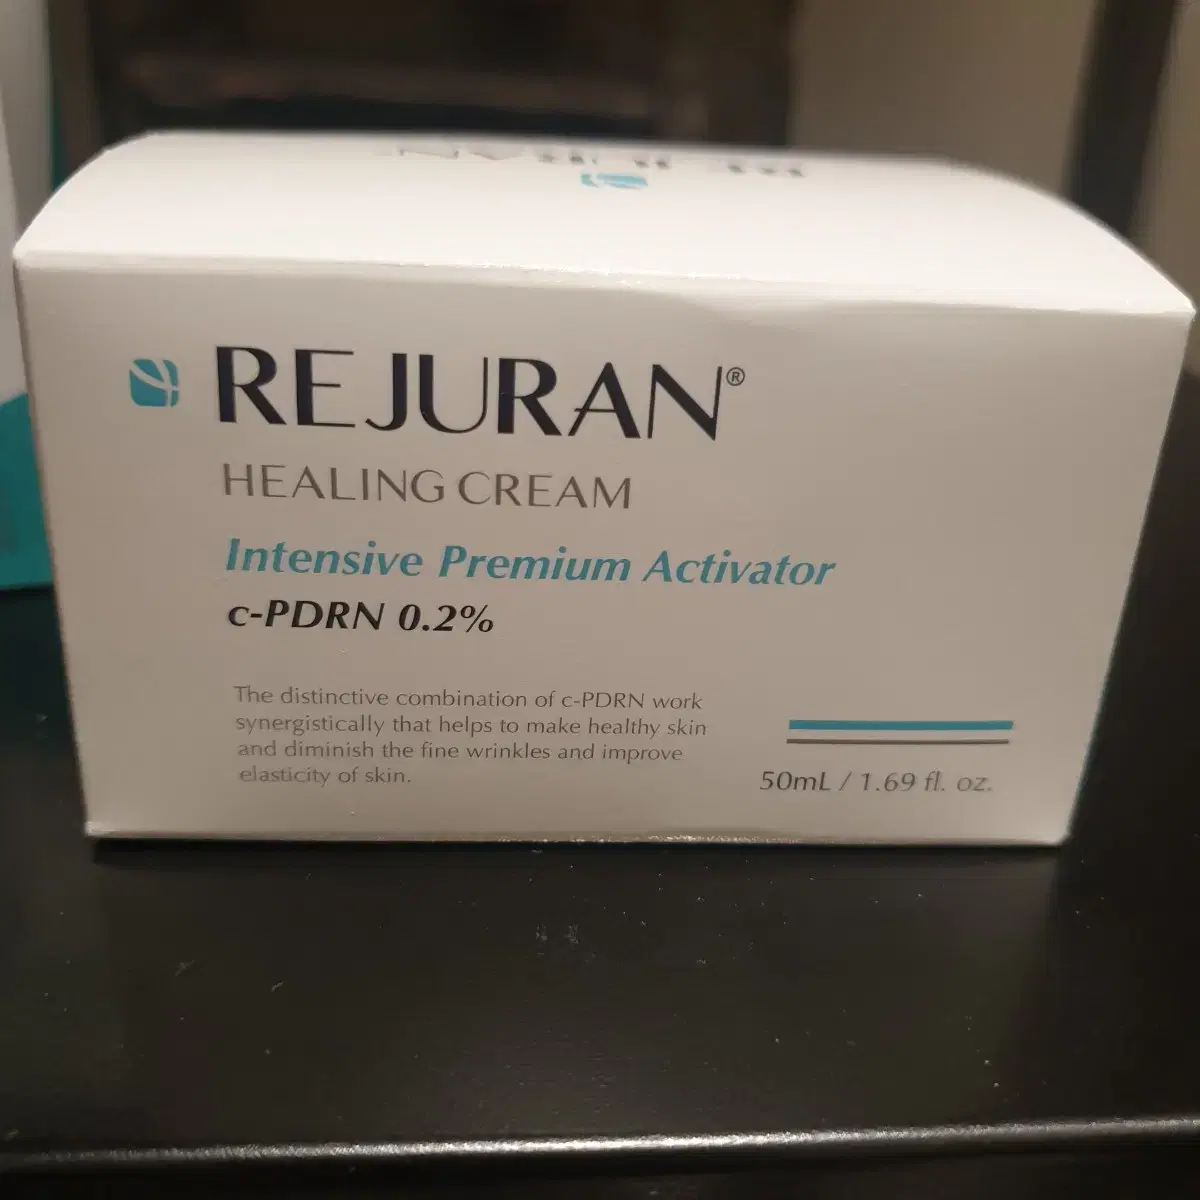 REJURAN
REJURAN®
HEALING CREAM
Intensive Premium Activator
c-PDRN 0.2%
The distinctive combination of c-PDRN work
synergistically that helps to make healthy skin
and diminish the fine wrinkles and improve
elasticity of skin.
50mL / 1.69 fl. oz.